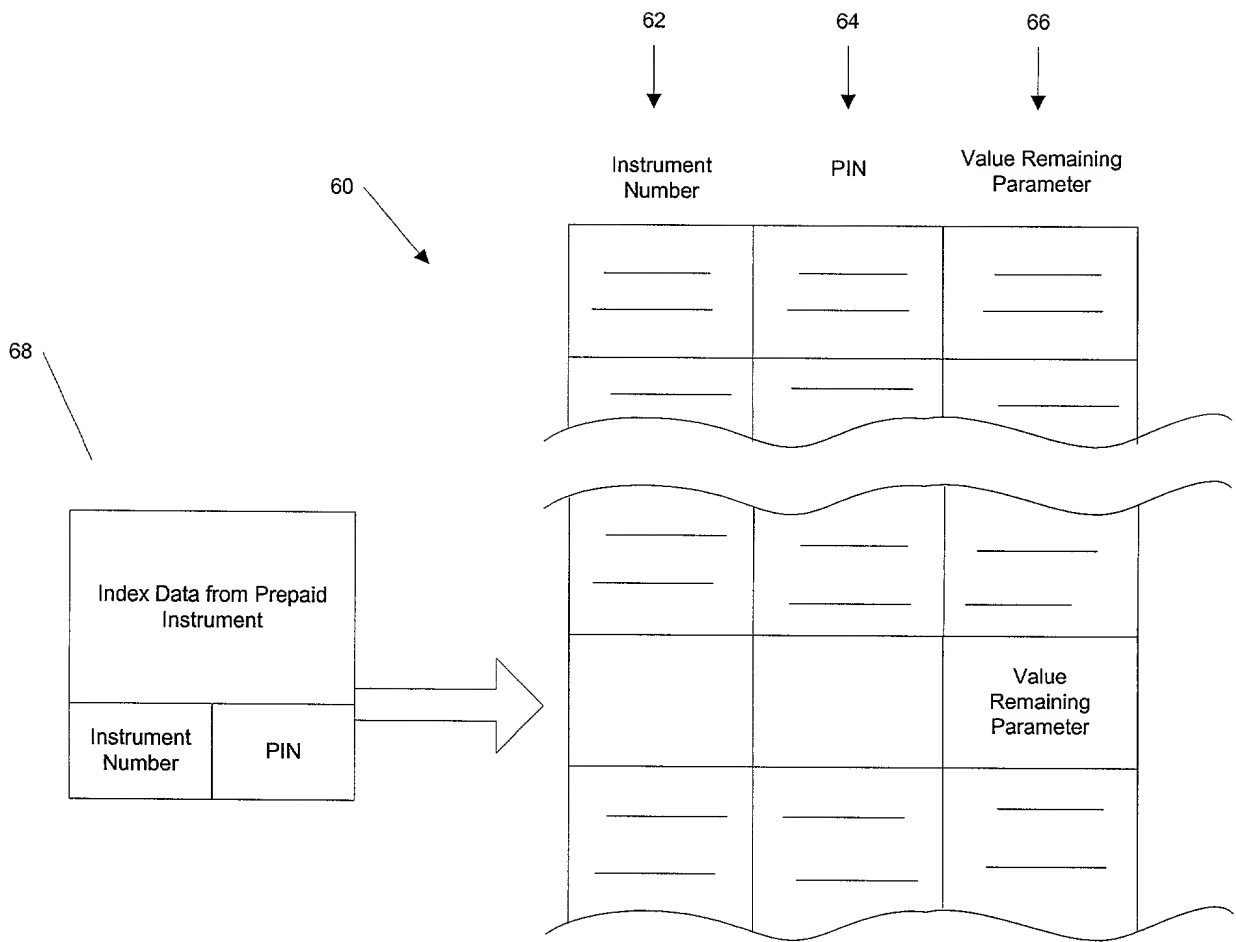 62
64
66
Instrument
Number
PIN
Value Remaining
Parameter
60
68
Index Data from Prepaid
Instrument
Instrument
Number
PIN
Value
Remaining
Parameter